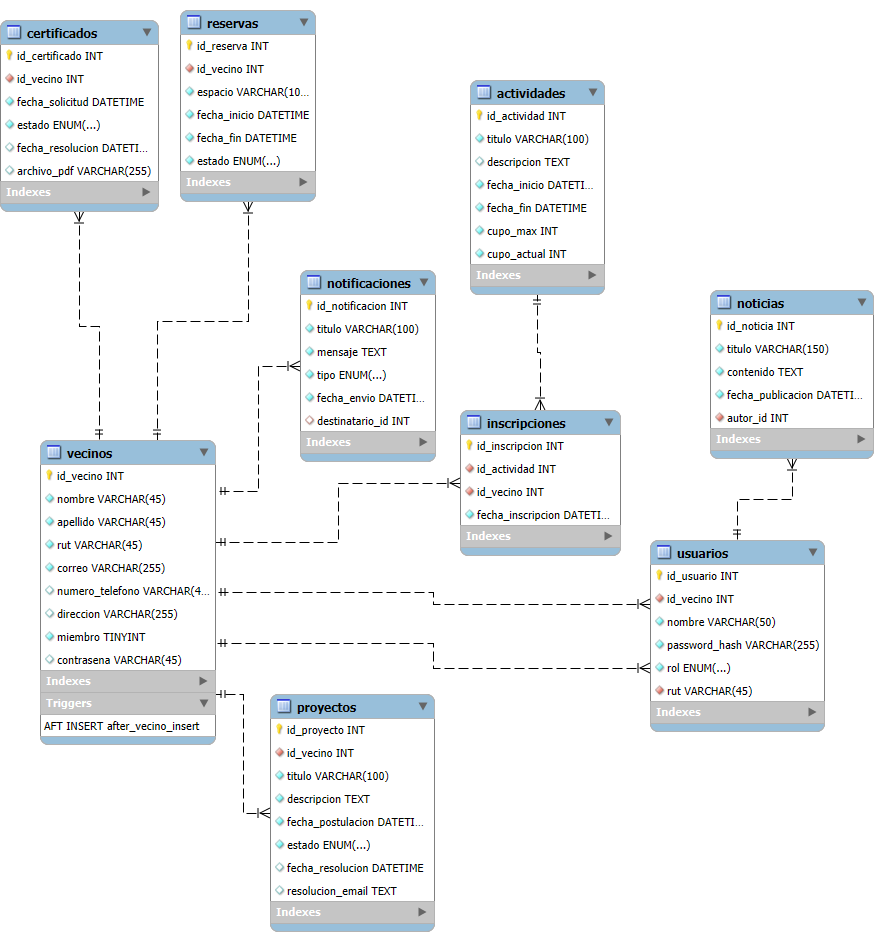 certificados
id_certificado INT
id_vecino INT
fecha_solicitud DATETIME
estado ENUM(...)
fecha_resolucion DATETI...
archivo_pdf VARCHAR(255)
Indexes
reservas
id_reserva INT
id_vecino INT
espacio VARCHAR(10...
fecha_inicio DATETIME
fecha_fin DATETIME
estado ENUM(...)
Indexes
actividades
id_actividad INT
titulo VARCHAR(100)
descripcion TEXT
fecha_inicio DATETI...
fecha_fin DATETIME
cupo_max INT
cupo_actual INT
Indexes
notificaciones
id_notificacion INT
titulo VARCHAR(100)
mensaje TEXT
tipo ENUM(...)
fecha_envio DATETI...
destinatario_id INT
Indexes
noticias
id_noticia INT
titulo VARCHAR(150)
contenido TEXT
fecha_publicacion DATETI...
autor_id INT
Indexes
inscripciones
id_inscripcion INT
id_actividad INT
id_vecino INT
fecha_inscripcion DATETI...
Indexes
vecinos
id_vecino INT
nombre VARCHAR(45)
apellido VARCHAR(45)
rut VARCHAR(45)
correo VARCHAR(255)
numero_telefono VARCHAR(4...
direccion VARCHAR(255)
miembro TINYINT
contrasena VARCHAR(45)
Indexes
Triggers
AFT INSERT after_vecino_insert
usuarios
id_usuario INT
id_vecino INT
nombre VARCHAR(50)
password_hash VARCHAR(255)
rol ENUM(...)
rut VARCHAR(45)
Indexes
proyectos
id_proyecto INT
id_vecino INT
titulo VARCHAR(100)
descripcion TEXT
fecha_postulacion DATETI...
estado ENUM(...)
fecha_resolucion DATETIME
resolucion_email TEXT
Indexes